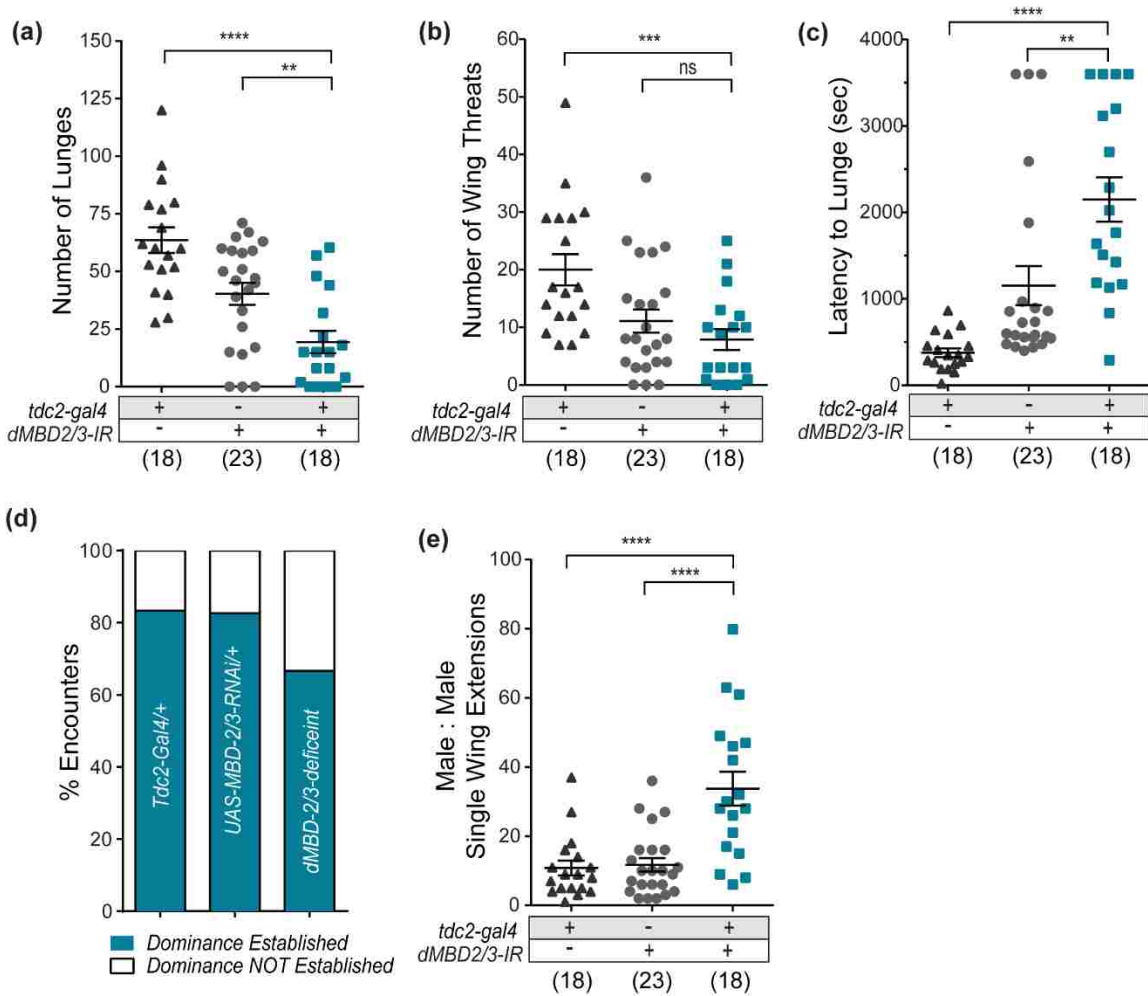 (a)
150
125
100
75
50
25
0
Number of Lunges
****
**
tdc2-gal4 + - +
dMBD2/3-IR - + +
(18) (23) (18)
(b)
60
50
40
30
20
10
0
Number of Wing Threats
***
ns
tdc2-gal4 + - +
dMBD2/3-IR - + +
(18) (23) (18)
(c)
4000
3000
2000
1000
0
Latency to Lunge (sec)
****
**
tdc2-gal4 + - +
dMBD2/3-IR - + +
(18) (23) (18)
(d)
100
80
60
40
20
0
% Encounters
Tdc2-Gal4/+
UAS-MBD-2/3-RNAi/+
dMBD-2/3-deficeint
Dominance Established
Dominance NOT Established
(e)
100
80
60
40
20
0
Male : Male
Single Wing Extensions
****
****
tdc2-gal4 + - +
dMBD2/3-IR - + +
(18) (23) (18)